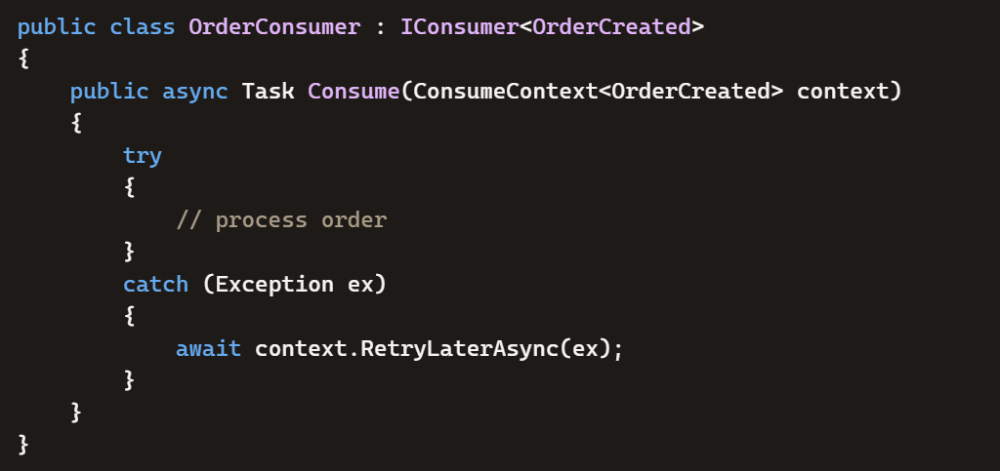 public class OrderConsumer : IConsumer<OrderCreated>
{
    public async Task Consume(ConsumeContext<OrderCreated> context)
    {
        try
        {
            // process order
        }
        catch (Exception ex)
        {
            await context.RetryLaterAsync(ex);
        }
    }
}